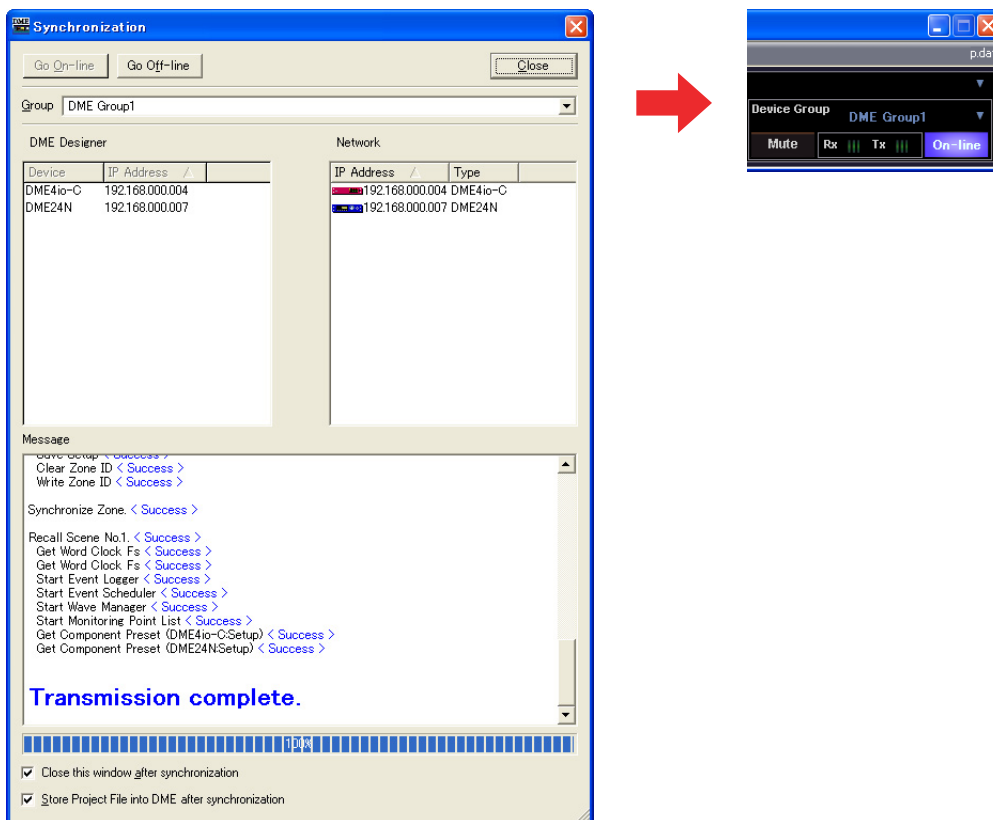 DME Synchronization
Go On-line Go Off-line Close
Group DME Group1
DME Designer Network
Device IP Address
DME4io-C 192.168.000.004
DME24N 192.168.000.007
IP Address Type
192.168.000.004 DME4io-C
192.168.000.007 DME24N
Message
Save Setup < Success >
Clear Zone ID < Success >
Write Zone ID < Success >
Synchronize Zone. < Success >
Recall Scene No.1. < Success >
Get Word Clock Fs < Success >
Get Word Clock Fs < Success >
Start Event Logger < Success >
Start Event Scheduler < Success >
Start Wave Manager < Success >
Start Monitoring Point List < Success >
Get Component Preset (DME4io-C:Setup) < Success >
Get Component Preset (DME24N:Setup) < Success >
Transmission complete.
100%
Close this window after synchronization
Store Project File into DME after synchronization
p.da
Device Group DME Group1
Mute Rx Tx On-line